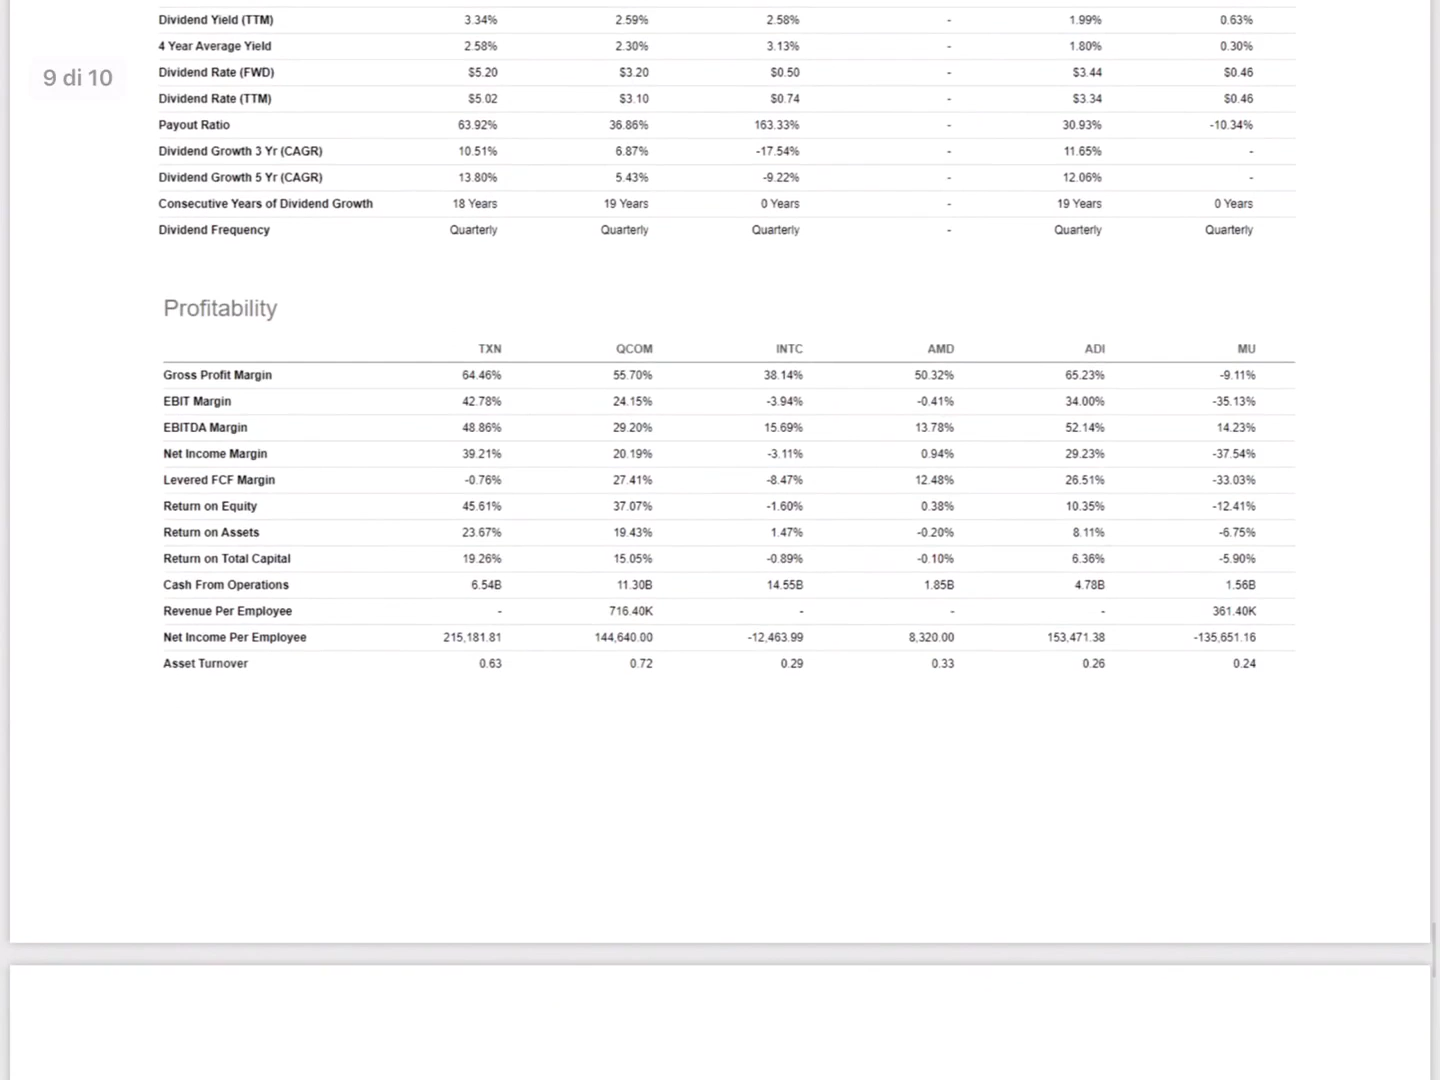 Dividend Yield (TTM) 3.34% 2.59% 2.58% - 1.99% 0.63%
4 Year Average Yield 2.58% 2.30% 3.13% - 1.80% 0.30%
9 di 10
Dividend Rate (FWD) $5.20 $3.20 $0.50 - $3.44 $0.46
Dividend Rate (TTM) $5.02 $3.10 $0.74 - $3.34 $0.46
Payout Ratio 63.92% 36.86% 163.33% - 30.93% -10.34%
Dividend Growth 3 Yr (CAGR) 10.51% 6.87% -17.54% - 11.65% -
Dividend Growth 5 Yr (CAGR) 13.80% 5.43% -9.22% - 12.06% -
Consecutive Years of Dividend Growth 18 Years 19 Years 0 Years - 19 Years 0 Years
Dividend Frequency Quarterly Quarterly Quarterly - Quarterly Quarterly
Profitability
TXN QCOM INTC AMD ADI MU
Gross Profit Margin 64.46% 55.70% 38.14% 50.32% 65.23% -9.11%
EBIT Margin 42.78% 24.15% -3.94% -0.41% 34.00% -35.13%
EBITDA Margin 48.86% 29.20% 15.69% 13.78% 52.14% 14.23%
Net Income Margin 39.21% 20.19% -3.11% 0.94% 29.23% -37.54%
Levered FCF Margin -0.76% 27.41% -8.47% 12.48% 26.51% -33.03%
Return on Equity 45.61% 37.07% -1.60% 0.38% 10.35% -12.41%
Return on Assets 23.67% 19.43% 1.47% -0.20% 8.11% -6.75%
Return on Total Capital 19.26% 15.05% -0.89% -0.10% 6.36% -5.90%
Cash From Operations 6.54B 11.30B 14.55B 1.85B 4.78B 1.56B
Revenue Per Employee - 716.40K - - - 361.40K
Net Income Per Employee 215,181.81 144,640.00 -12,463.99 8,320.00 153,471.38 -135,651.16
Asset Turnover 0.63 0.72 0.29 0.33 0.26 0.24